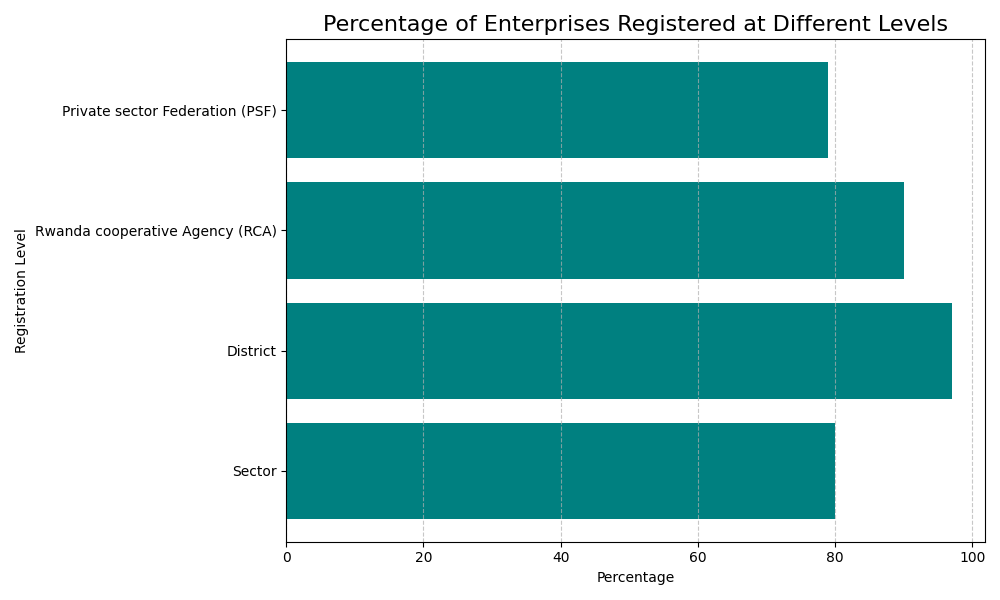 Percentage of Enterprises Registered at Different Levels
Private sector Federation (PSF)
Rwanda cooperative Agency (RCA)
District
Sector
Registration Level
0 20 40 60 80 100
Percentage